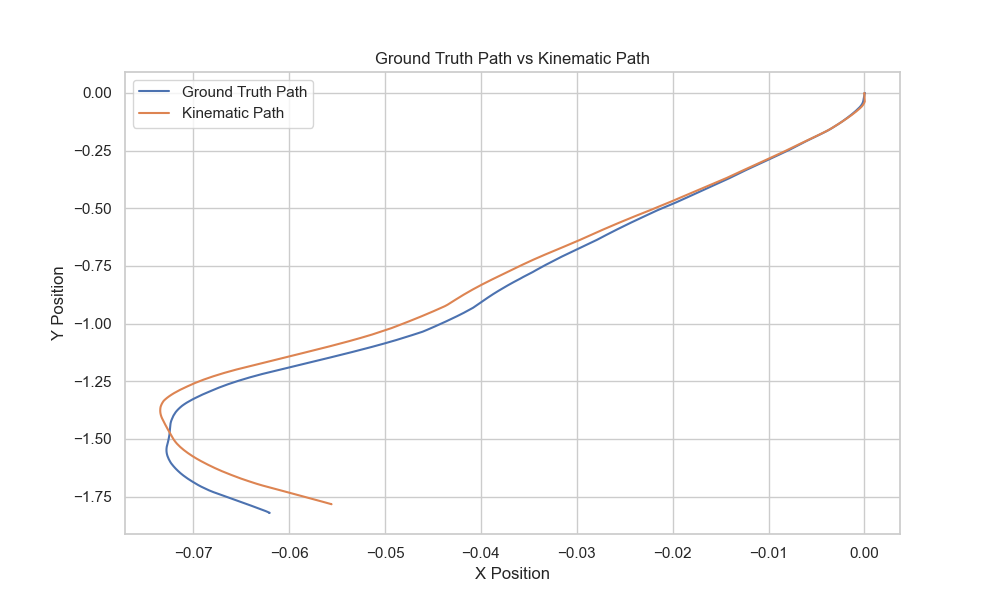 Ground Truth Path vs Kinematic Path
Ground Truth Path
Kinematic Path
Y Position
0.00
−0.25
−0.50
−0.75
−1.00
−1.25
−1.50
−1.75
−0.07 −0.06 −0.05 −0.04 −0.03 −0.02 −0.01 0.00
X Position